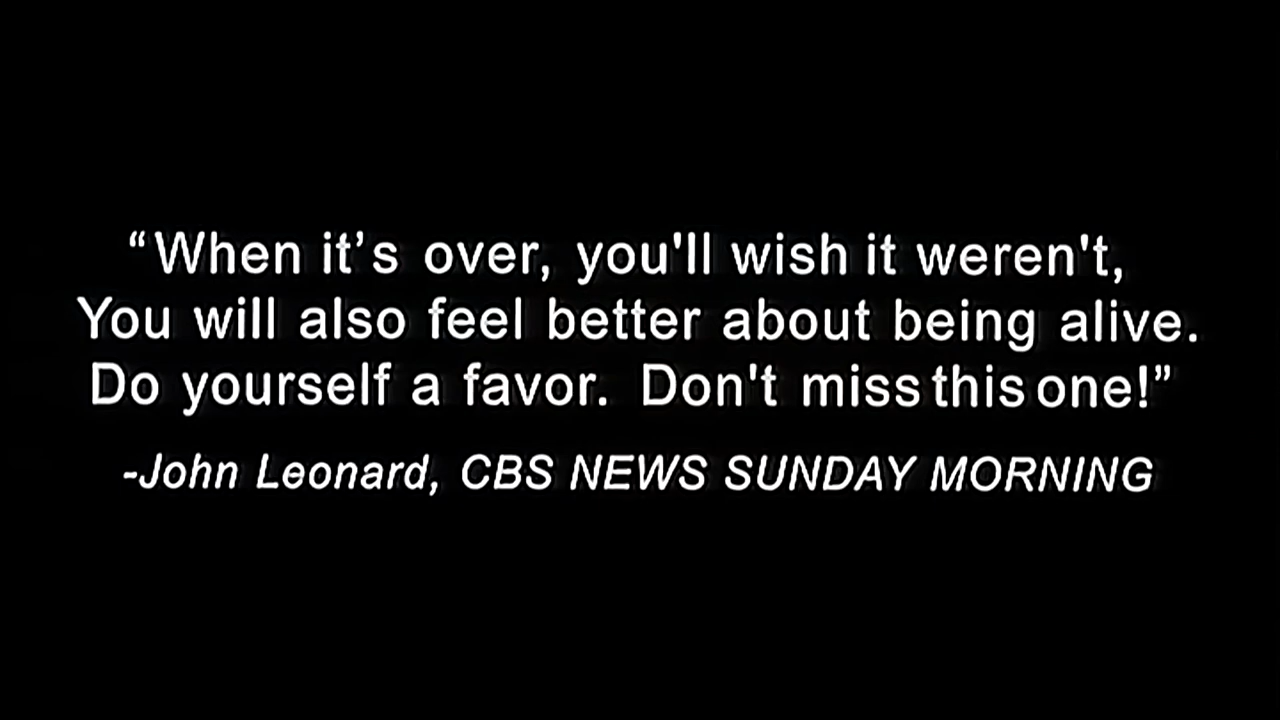 “When it’s over, you'll wish it weren't,
You will also feel better about being alive.
Do yourself a favor. Don't miss this one!”
-John Leonard, CBS NEWS SUNDAY MORNING